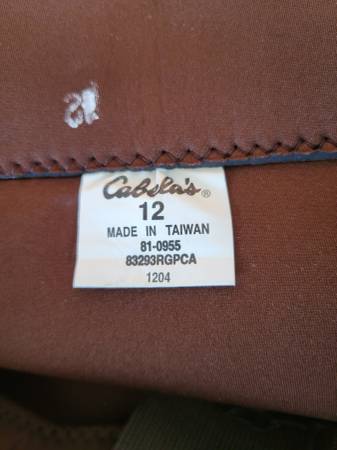 Cabela's®
12
MADE IN TAIWAN
81-0955
83293RGPCA
1204